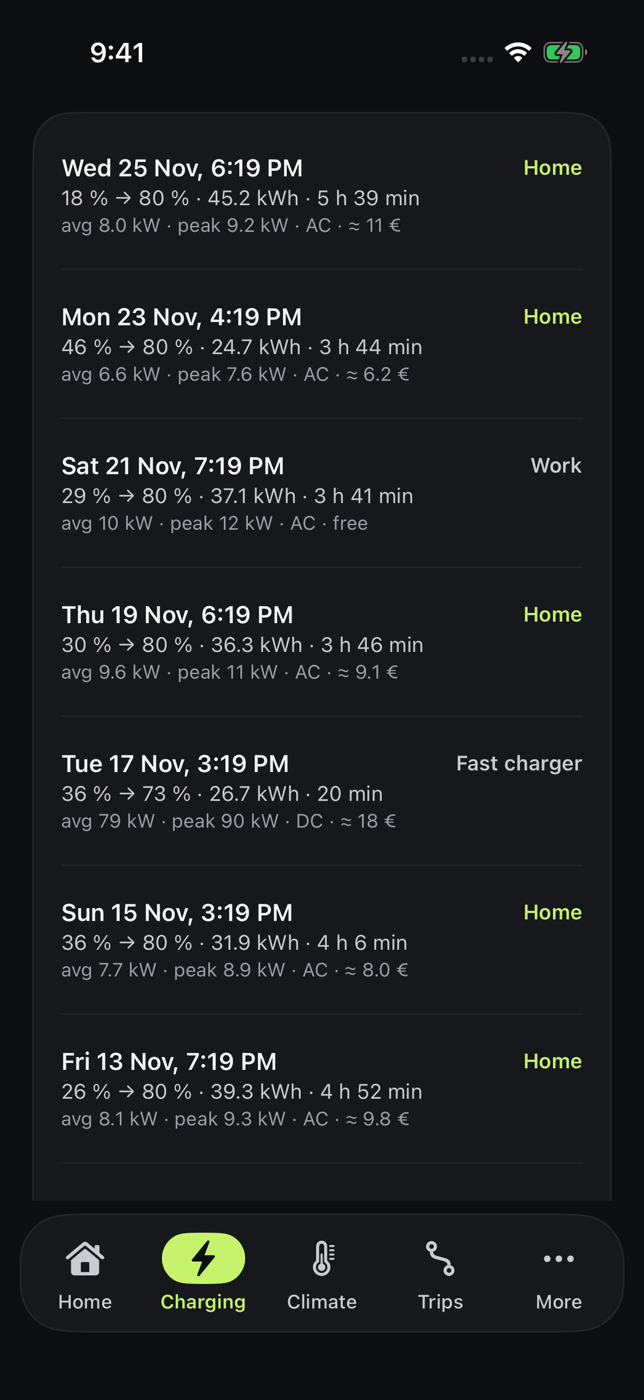 9:41
Wed 25 Nov, 6:19 PM
Home
18 % → 80 % · 45.2 kWh · 5 h 39 min
avg 8.0 kW · peak 9.2 kW · AC · ≈ 11 €
Mon 23 Nov, 4:19 PM
Home
46 % → 80 % · 24.7 kWh · 3 h 44 min
avg 6.6 kW · peak 7.6 kW · AC · ≈ 6.2 €
Sat 21 Nov, 7:19 PM
Work
29 % → 80 % · 37.1 kWh · 3 h 41 min
avg 10 kW · peak 12 kW · AC · free
Thu 19 Nov, 6:19 PM
Home
30 % → 80 % · 36.3 kWh · 3 h 46 min
avg 9.6 kW · peak 11 kW · AC · ≈ 9.1 €
Tue 17 Nov, 3:19 PM
Fast charger
36 % → 73 % · 26.7 kWh · 20 min
avg 79 kW · peak 90 kW · DC · ≈ 18 €
Sun 15 Nov, 3:19 PM
Home
36 % → 80 % · 31.9 kWh · 4 h 6 min
avg 7.7 kW · peak 8.9 kW · AC · ≈ 8.0 €
Fri 13 Nov, 7:19 PM
Home
26 % → 80 % · 39.3 kWh · 4 h 52 min
avg 8.1 kW · peak 9.3 kW · AC · ≈ 9.8 €
Home
Charging
Climate
Trips
More